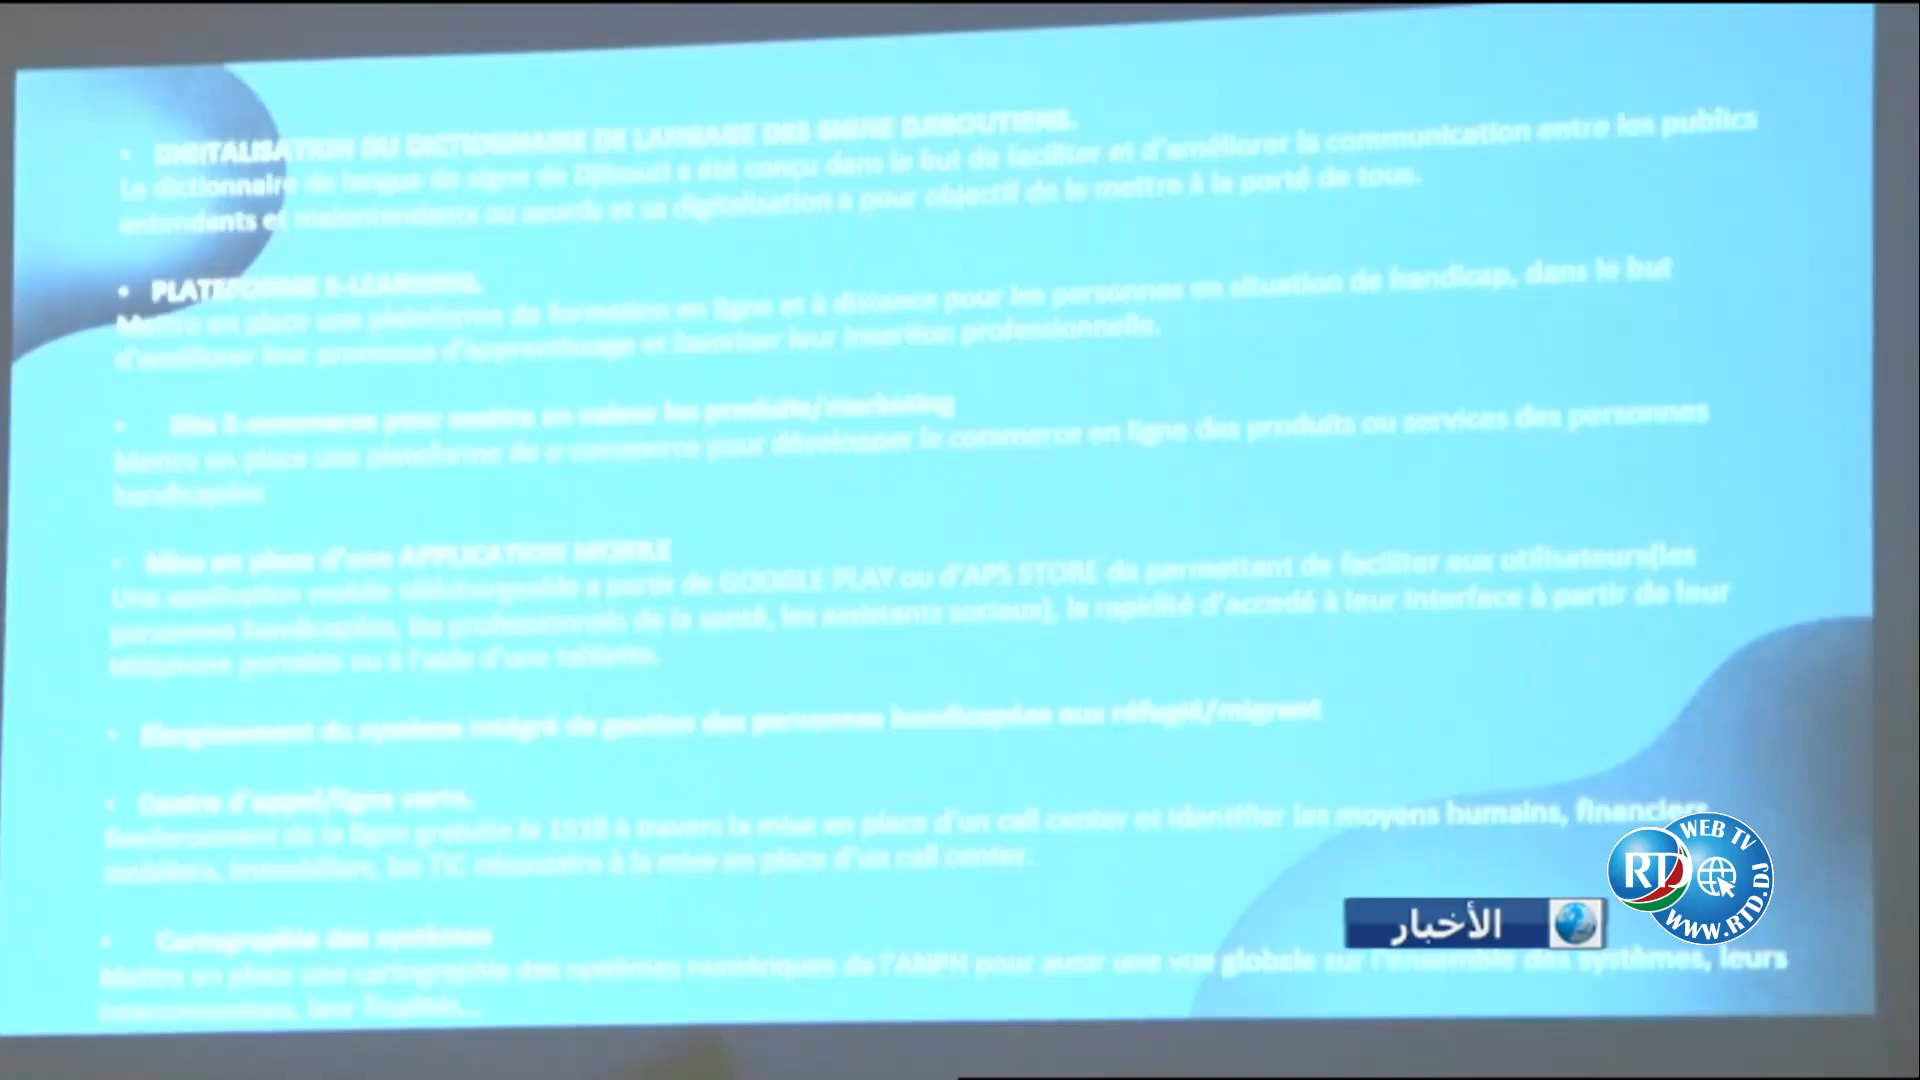 • DIGITALISATION DU DICTIONNAIRE DE LANGAGE DES SIGNE DJIBOUTIENS.
Le dictionnaire de langue de signe de Djibouti a été conçu dans le but de faciliter et d'améliorer la communication entre les publics
entendants et malentendants ou sourds et sa digitalisation a pour objectif de le mettre à la porté de tous.
• PLATEFORME E-LEARNING.
Mettre en place une plateforme de formation en ligne et à distance pour les personnes en situation de handicap, dans le but
d'améliorer leur processus d'apprentissage et favoriser leur insertion professionnelle.
• Site E-commerce pour mettre en valeur les produits/marketing
Mettre en place une plateforme de e-commerce pour développer le commerce en ligne des produits ou services des personnes
handicapées
• Mise en place d'une APPLICATION MOBILE
Une application mobile téléchargeable a partir de GOOGLE PLAY ou d'APS STORE de permettant de faciliter aux utilisateurs(les
personnes handicapées, les professionnels de la santé, les assistants sociaux), la rapidité d'accedé à leur interface à partir de leur
téléphone portable ou à l'aide d'une tablette.
• Elargissement du système intégré de gestion des personnes handicapées aux réfugié/migrant
• Centre d'appel/ligne verte.
Renforcement de la ligne gratuite le à travers la mise en place d'un call center et identifier les moyens humains, financiers
mobiliers, immobiliers, les TIC nécessaire à la mise en place d'un call center.
• Cartographie des systèmes
Mettre en place une cartographie des systèmes numériques de l'ANPH pour avoir une vue globale sur l'ensemble des systèmes, leurs
interconnexions, leur finalités...
الأخبار
RTD
WEB TV
WWW.RTD.DJ